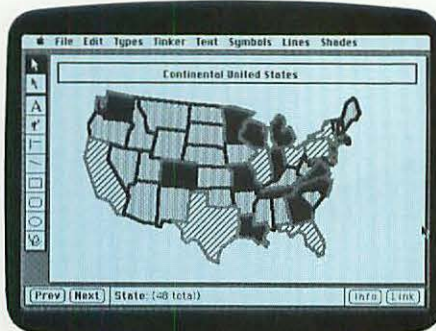 File Edit Types Tinker Text Symbols Lines Shades
Continental United States
A
Prev Next State: (48 total) Info Link